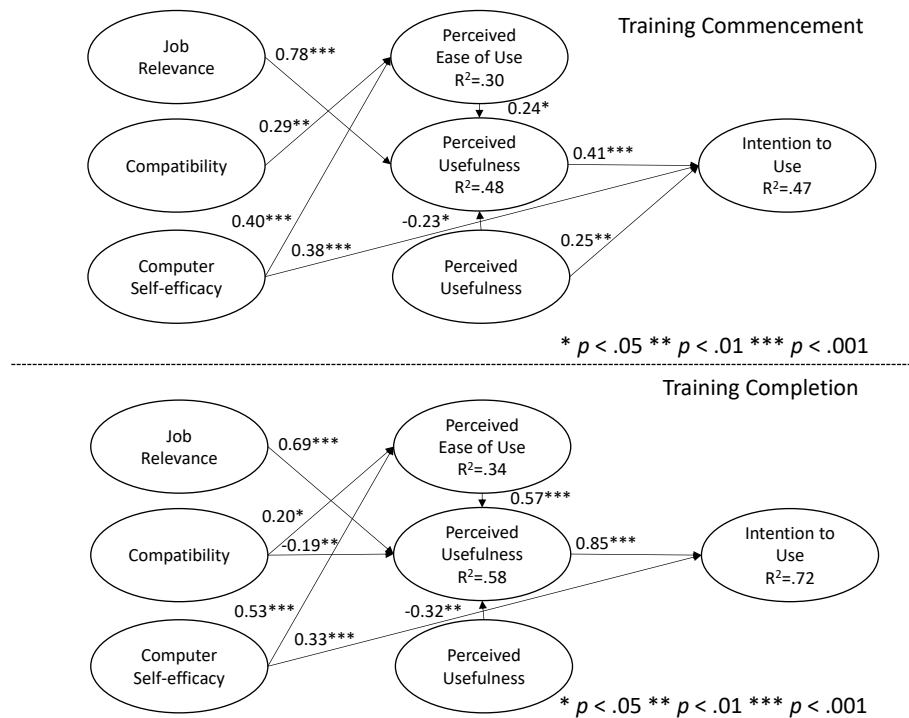 Training Commencement
Job
Relevance
0.78***
Perceived
Ease of Use
R²=.30
0.24*
Compatibility
0.29**
Perceived
Usefulness
R²=.48
0.41***
Intention to
Use
R²=.47
0.40***
0.38***
-0.23*
0.25**
Computer
Self-efficacy
Perceived
Usefulness
* p < .05 ** p < .01 *** p < .001
Training Completion
Job
Relevance
0.69***
Perceived
Ease of Use
R²=.34
0.57***
Compatibility
0.20*
-0.19**
Perceived
Usefulness
R²=.58
0.85***
Intention to
Use
R²=.72
0.53***
0.33***
-0.32**
Computer
Self-efficacy
Perceived
Usefulness
* p < .05 ** p < .01 *** p < .001